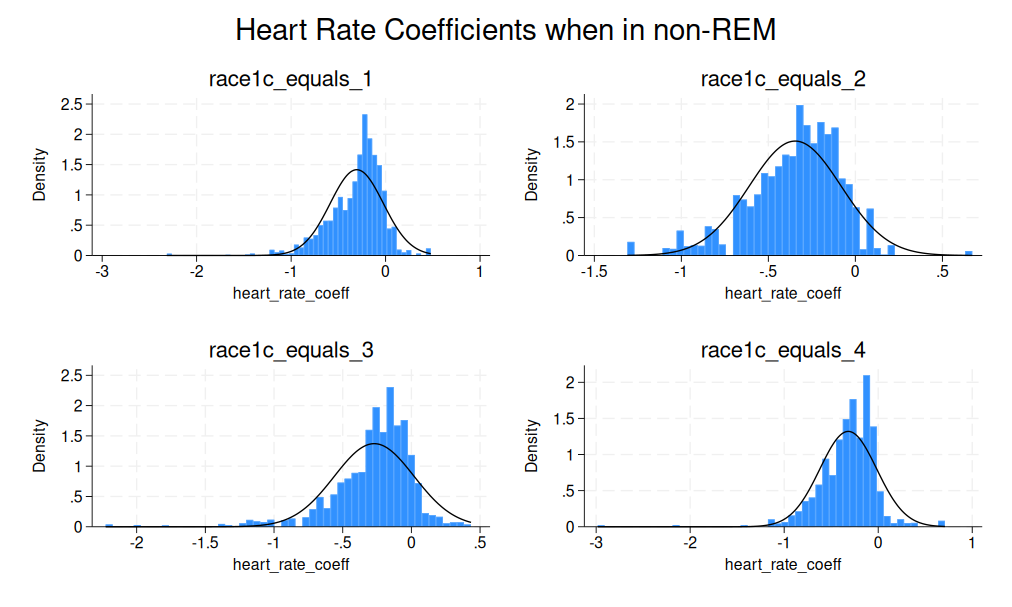 Heart Rate Coefficients when in non-REM
race1c_equals_1
2.5
2
1.5
1
.5
0
Density
-3 -2 -1 0 1
heart_rate_coeff
race1c_equals_2
2
1.5
1
.5
0
Density
-1.5 -1 -.5 0 .5
heart_rate_coeff
race1c_equals_3
2.5
2
1.5
1
.5
0
Density
-2 -1.5 -1 -.5 0 .5
heart_rate_coeff
race1c_equals_4
2
1.5
1
.5
0
Density
-3 -2 -1 0 1
heart_rate_coeff